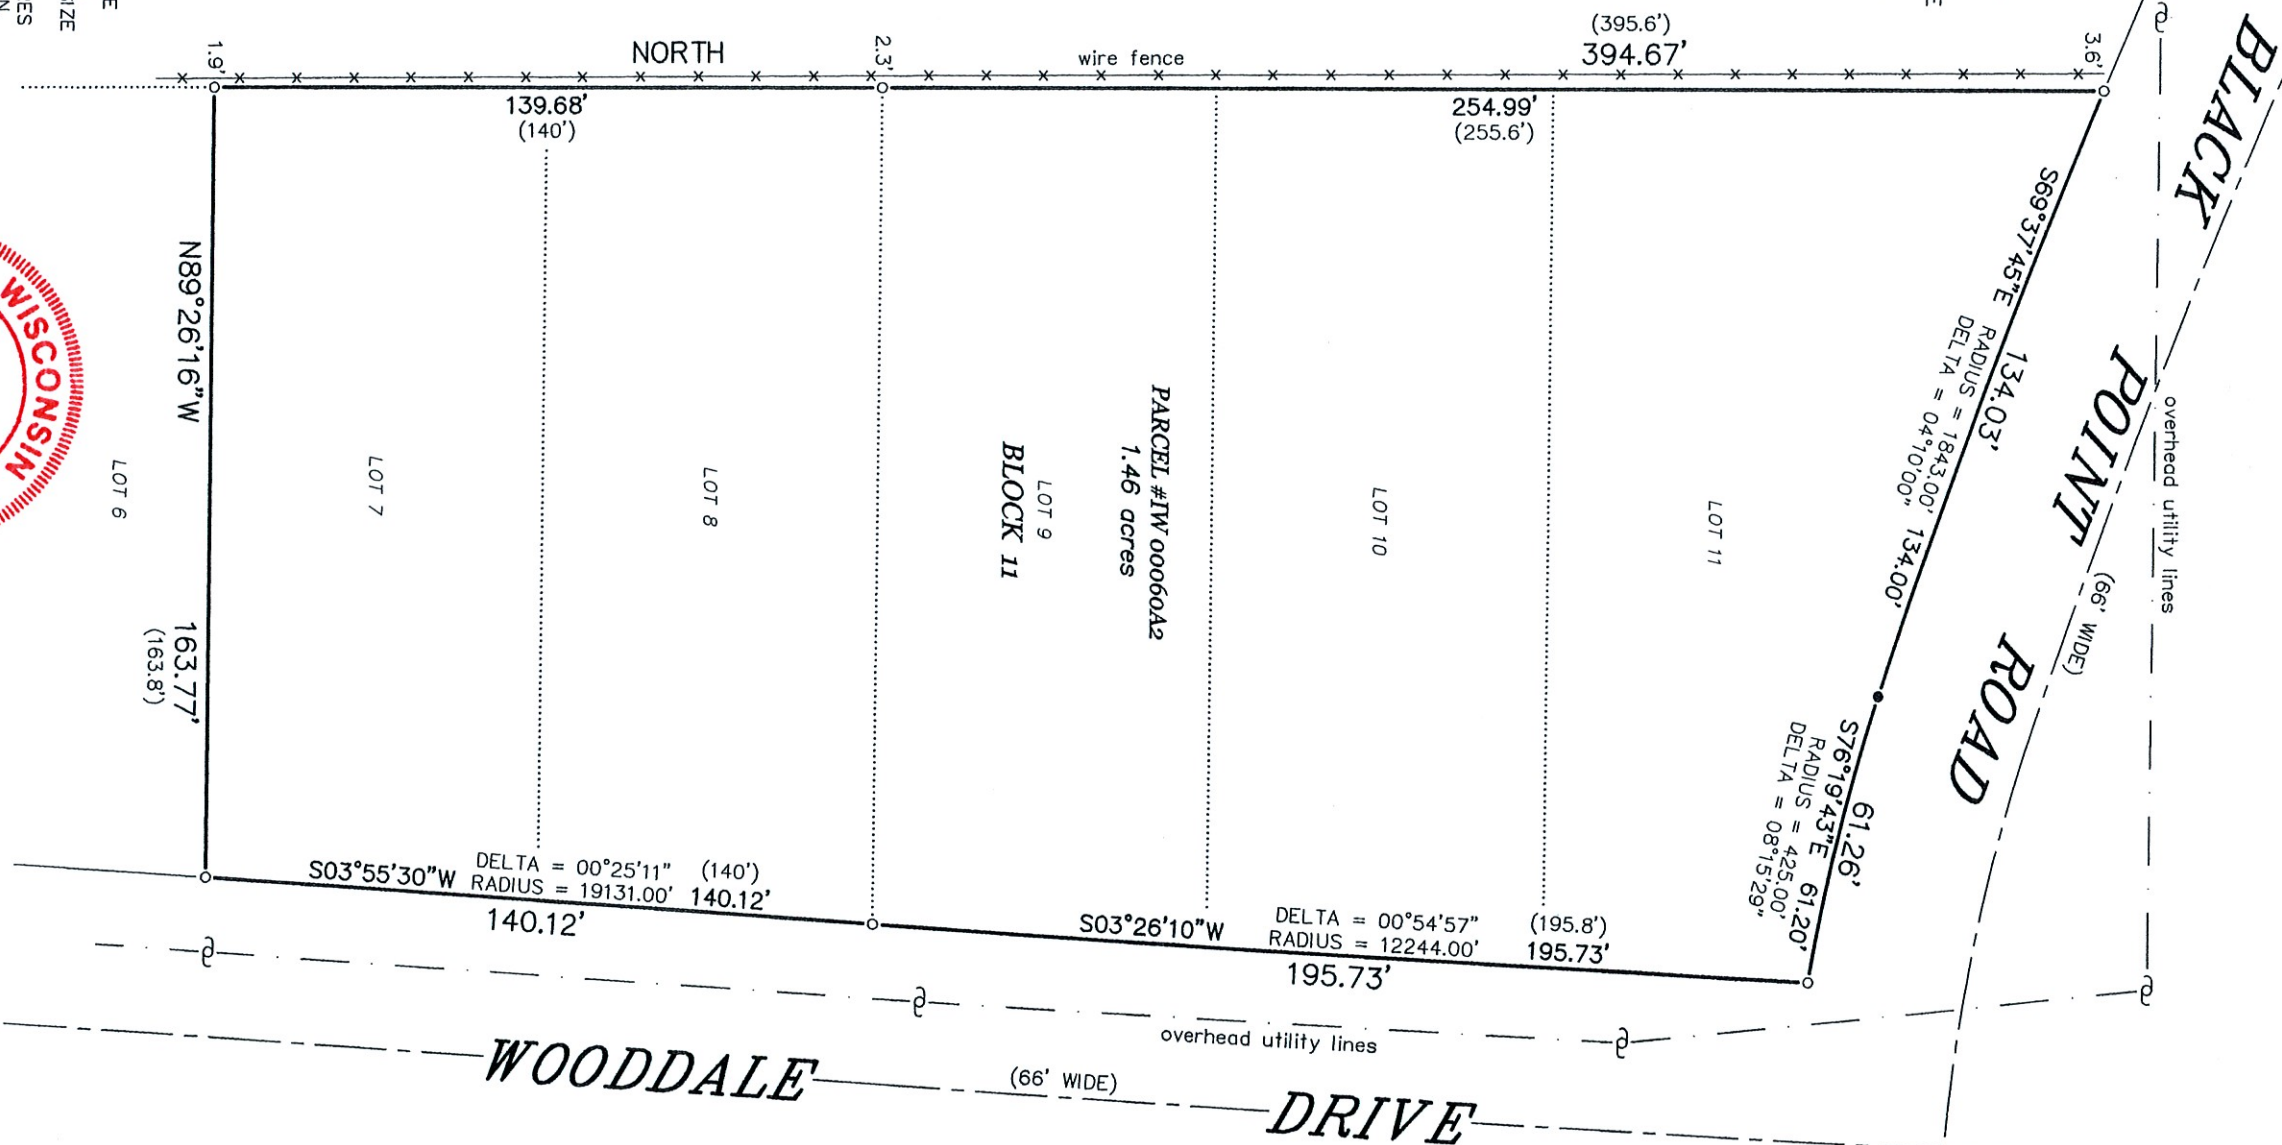 (395.6')
394.67'
NORTH
wire fence
1.9'
2.3'
3.6'
139.68'
(140')
254.99'
(255.6')
BLACK
POINT
ROAD
(66' WIDE)
overhead utility lines
S69°37'45"E 134.03'
RADIUS = 1843.00'
DELTA = 04°10'00" 134.00'
61.26'
S76°19'43"E 61.20'
RADIUS = 425.00'
DELTA = 08°15'29"
N89°26'16"W 163.77'
(163.8')
LOT 6
LOT 7
LOT 8
LOT 9
BLOCK 11
PARCEL #IW 00060A2
1.46 acres
LOT 10
LOT 11
WISCONSIN
S03°55'30"W
DELTA = 00°25'11" (140')
RADIUS = 19131.00' 140.12'
140.12'
S03°26'10"W
DELTA = 00°54'57" (195.8')
RADIUS = 12244.00' 195.73'
195.73'
overhead utility lines
WOODDALE
(66' WIDE)
DRIVE